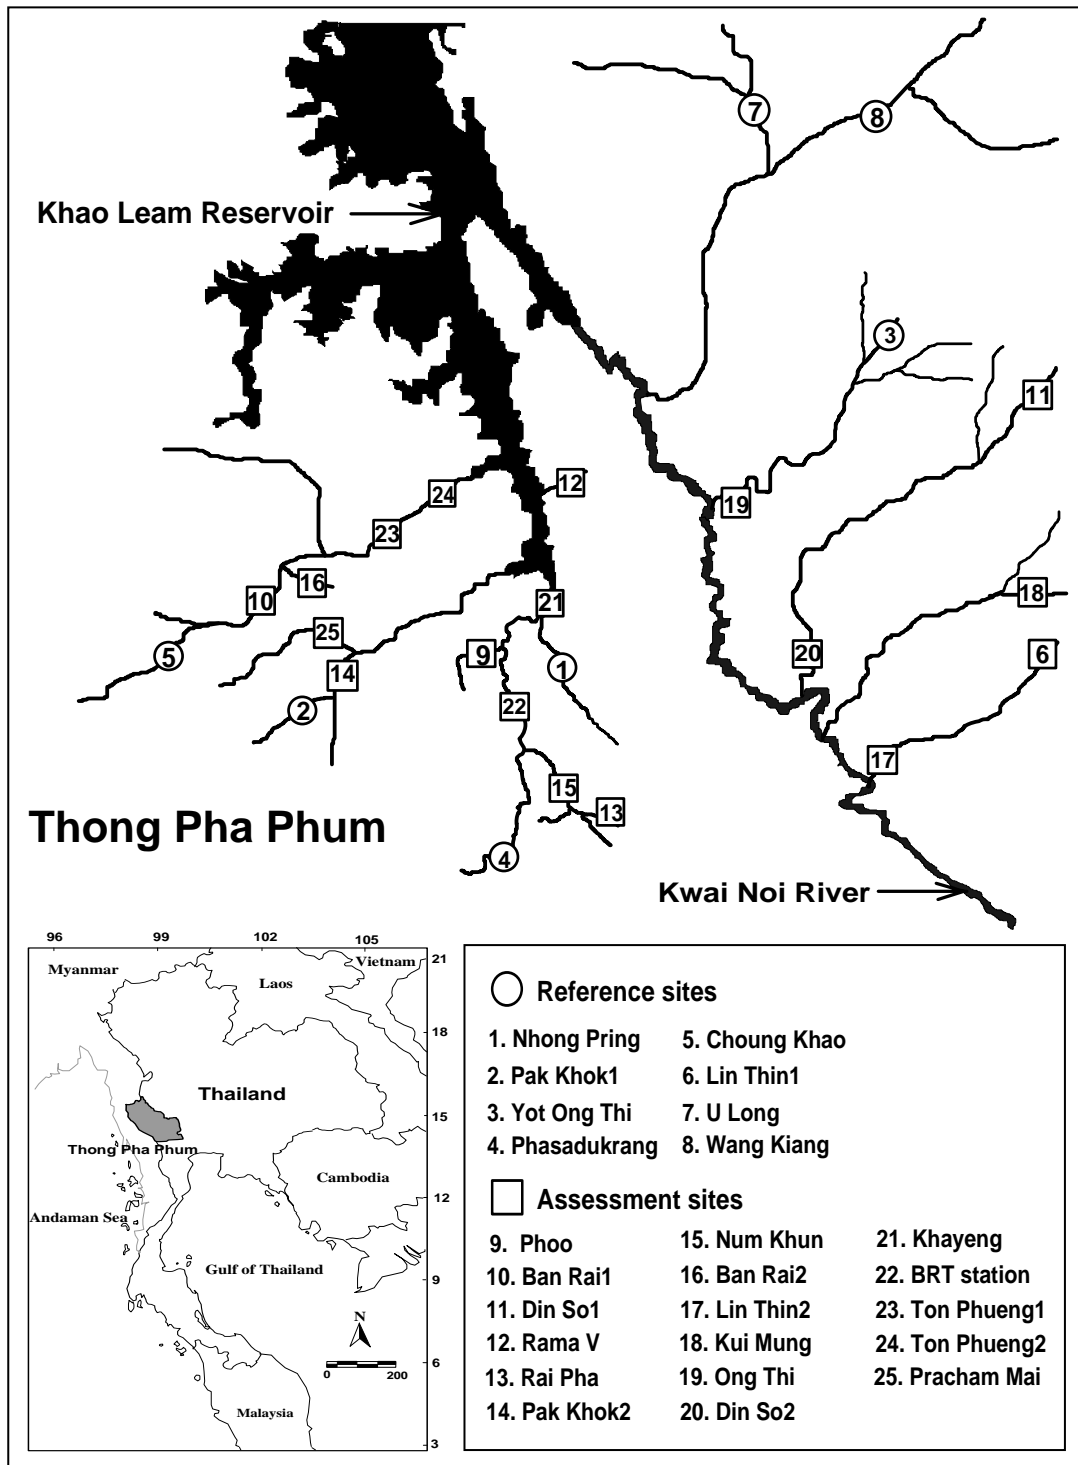 7
8
Khao Leam Reservoir
3
11
12
24
19
23
16
18
10
21
25
20
6
5
9
1
14
2
22
17
15
13
Thong Pha Phum
4
Kwai Noi River
96 99 102 105
Myanmar
Laos
Vietnam
21
18
Thailand
15
Thong Pha Phum
Cambodia
12
Andaman Sea
Gulf of Thailand
9
N
6
0 200
Malaysia
3
Reference sites
1. Nhong Pring
2. Pak Khok1
3. Yot Ong Thi
4. Phasadukrang
5. Choung Khao
6. Lin Thin1
7. U Long
8. Wang Kiang
Assessment sites
9. Phoo
10. Ban Rai1
11. Din So1
12. Rama V
13. Rai Pha
14. Pak Khok2
15. Num Khun
16. Ban Rai2
17. Lin Thin2
18. Kui Mung
19. Ong Thi
20. Din So2
21. Khayeng
22. BRT station
23. Ton Phueng1
24. Ton Phueng2
25. Pracham Mai